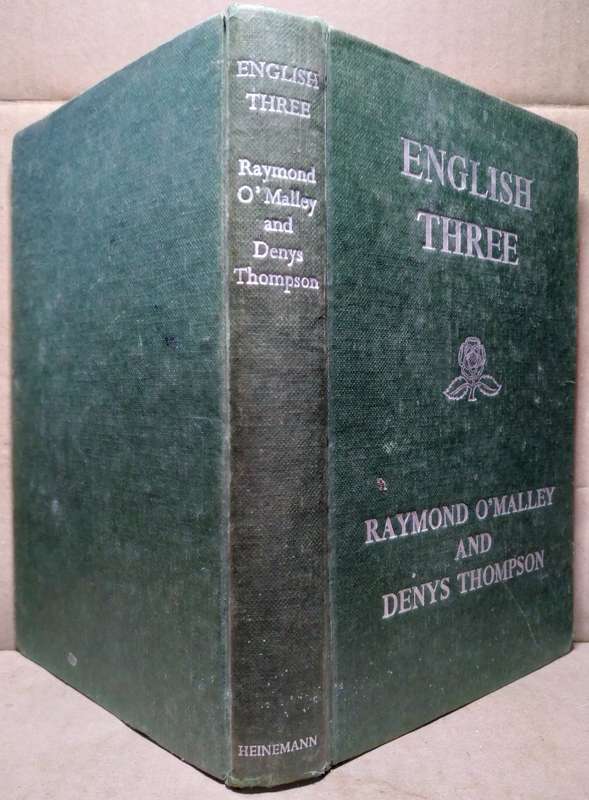 ENGLISH
THREE
Raymond
O'Malley
and
Denys
Thompson
HEINEMANN
ENGLISH
THREE
RAYMOND O'MALLEY
AND
DENYS THOMPSON